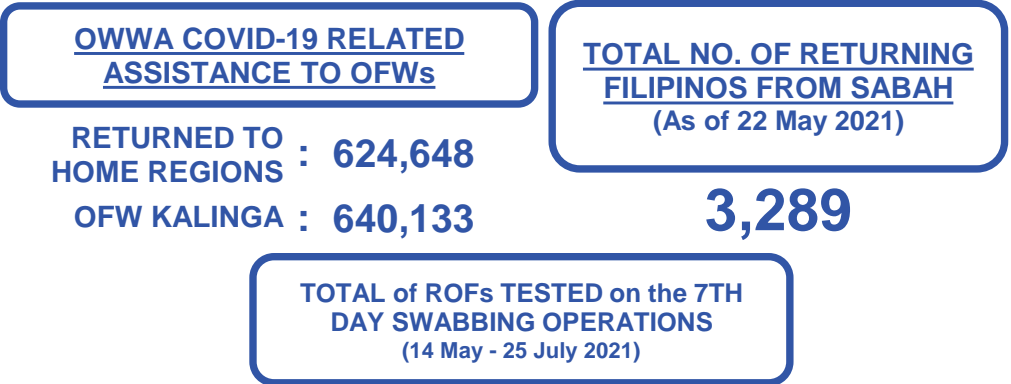 OWWA COVID-19 RELATED
ASSISTANCE TO OFWs
RETURNED TO
HOME REGIONS : 624,648
OFW KALINGA : 640,133
TOTAL NO. OF RETURNING
FILIPINOS FROM SABAH
(As of 22 May 2021)
3,289
TOTAL of ROFs TESTED on the 7TH
DAY SWABBING OPERATIONS
(14 May - 25 July 2021)